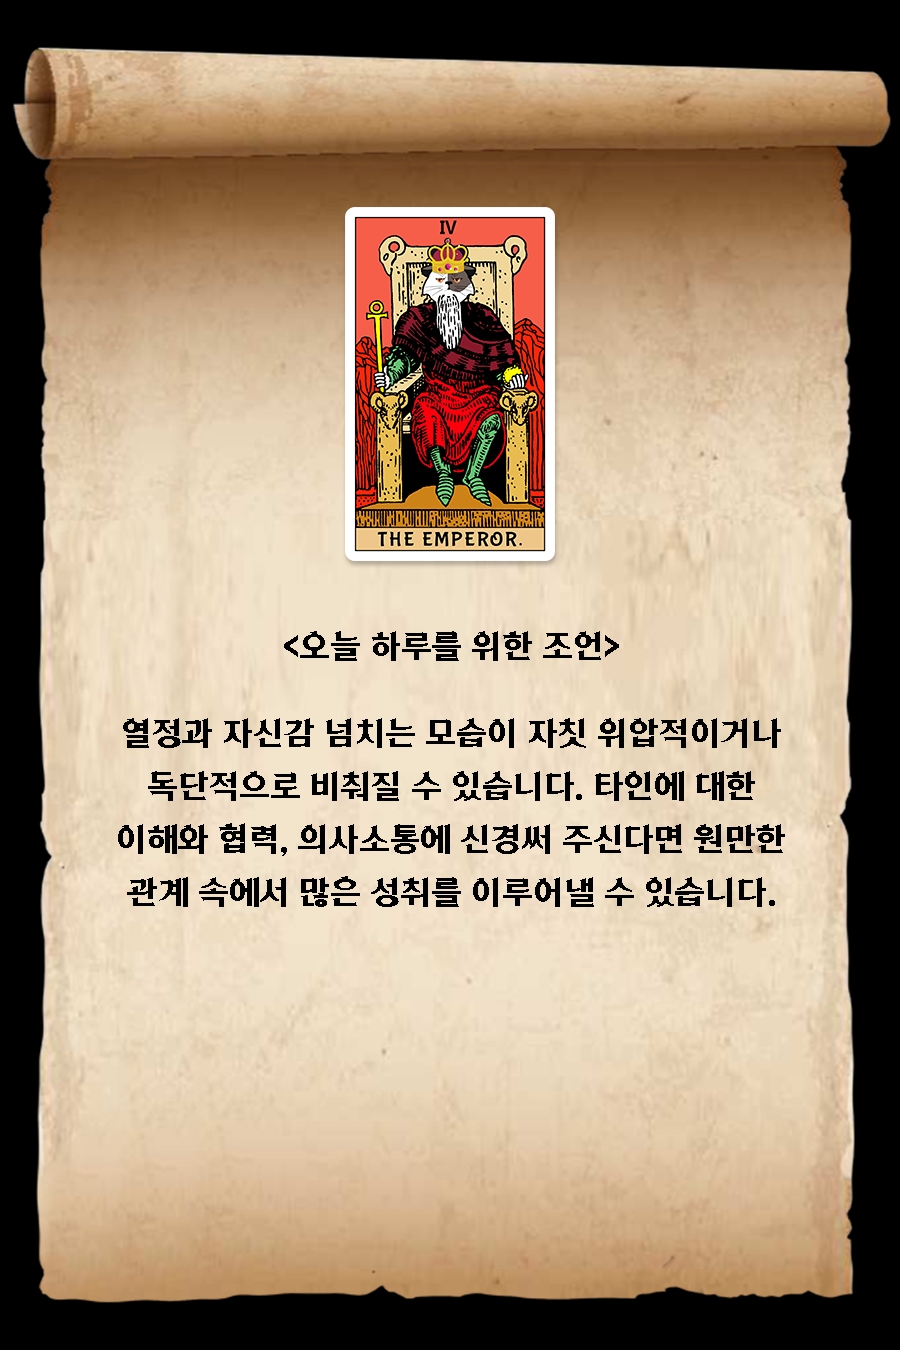 IV
THE EMPEROR.
<오늘 하루를 위한 조언>
열정과 자신감 넘치는 모습이 자칫 위압적이거나
독단적으로 비춰질 수 있습니다. 타인에 대한
이해와 협력, 의사소통에 신경써 주신다면 원만한
관계 속에서 많은 성취를 이루어낼 수 있습니다.